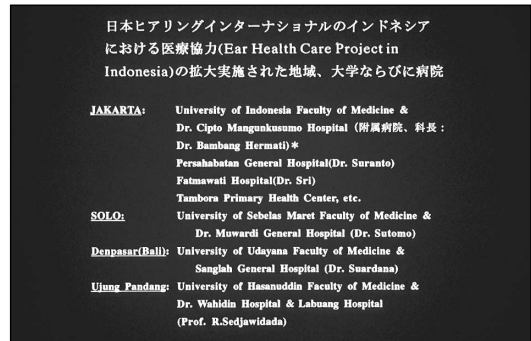 日本ヒアリングインターナショナルのインドネシア
における医療協力(Ear Health Care Project in
Indonesia)の拡大実施された地域、大学ならびに病院
JAKARTA: University of Indonesia Faculty of Medicine &
Dr. Cipto Mangunkusumo Hospital (附属病院、科長:
Dr. Bambang Hermati)*
Persahabatan General Hospital(Dr. Suranto)
Fatmawati Hospital(Dr. Sri)
Tambora Primary Health Center, etc.
SOLO: University of Sebelas Maret Faculty of Medicine &
Dr. Muwardi General Hospital (Dr. Sutomo)
Denpasar(Bali): University of Udayana Faculty of Medicine &
Sanglah General Hospital (Dr. Suardana)
Ujung Pandang: University of Hasanuddin Faculty of Medicine &
Dr. Wahidin Hospital & Labuang Hospital
(Prof. R.Sedjawidada)